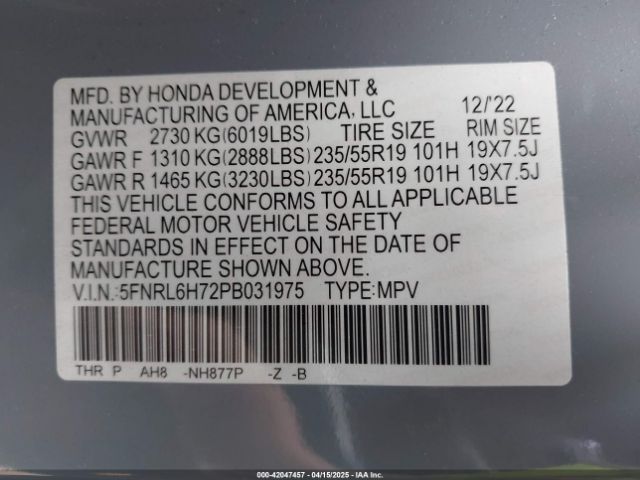 MFD. BY HONDA DEVELOPMENT &
MANUFACTURING OF AMERICA, LLC 12/'22
GVWR 2730 KG(6019LBS) TIRE SIZE RIM SIZE
GAWR F 1310 KG(2888LBS) 235/55R19 101H 19X7.5J
GAWR R 1465 KG(3230LBS) 235/55R19 101H 19X7.5J
THIS VEHICLE CONFORMS TO ALL APPLICABLE
FEDERAL MOTOR VEHICLE SAFETY
STANDARDS IN EFFECT ON THE DATE OF
MANUFACTURE SHOWN ABOVE.
V.I.N.:5FNRL6H72PB031975 TYPE:MPV
THR P AH8 -NH877P -Z -B
000-42047457 - 04/15/2025 - IAA Inc.